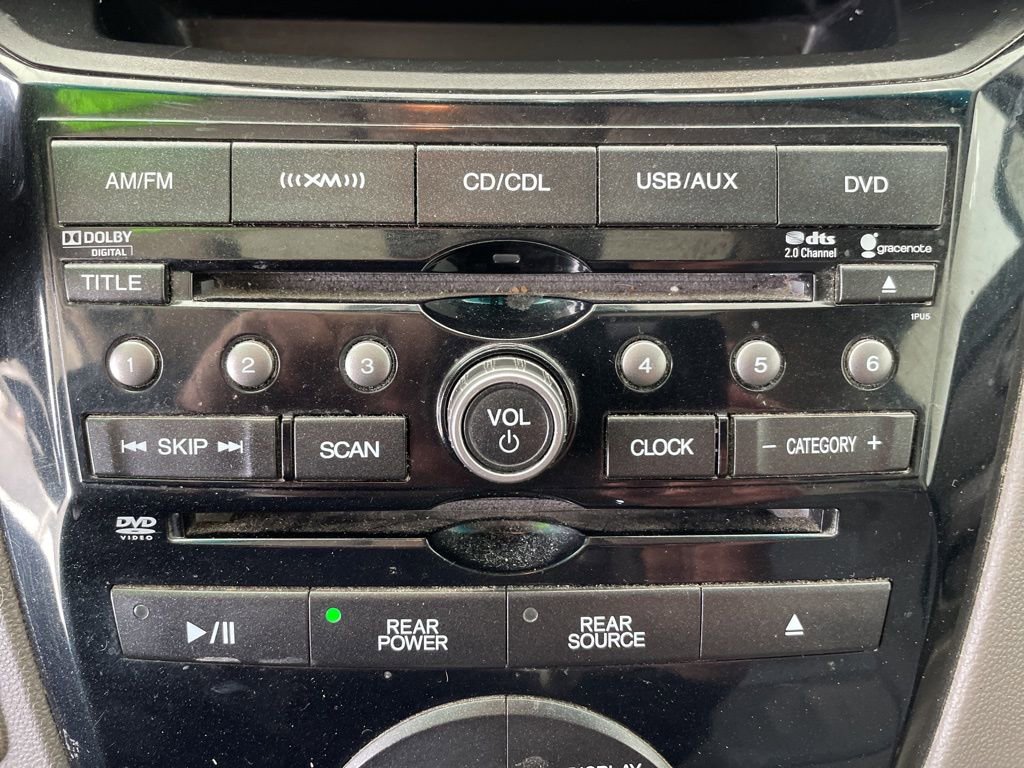 AM/FM
(((XM)))
CD/CDL
USB/AUX
DVD
DOLBY
DIGITAL
dts
2.0 Channel
gracenote
TITLE
1PU5
1
2
3
4
5
6
VOL
SKIP
SCAN
CLOCK
− CATEGORY +
DVD
VIDEO
REAR
POWER
REAR
SOURCE
DISPLAY